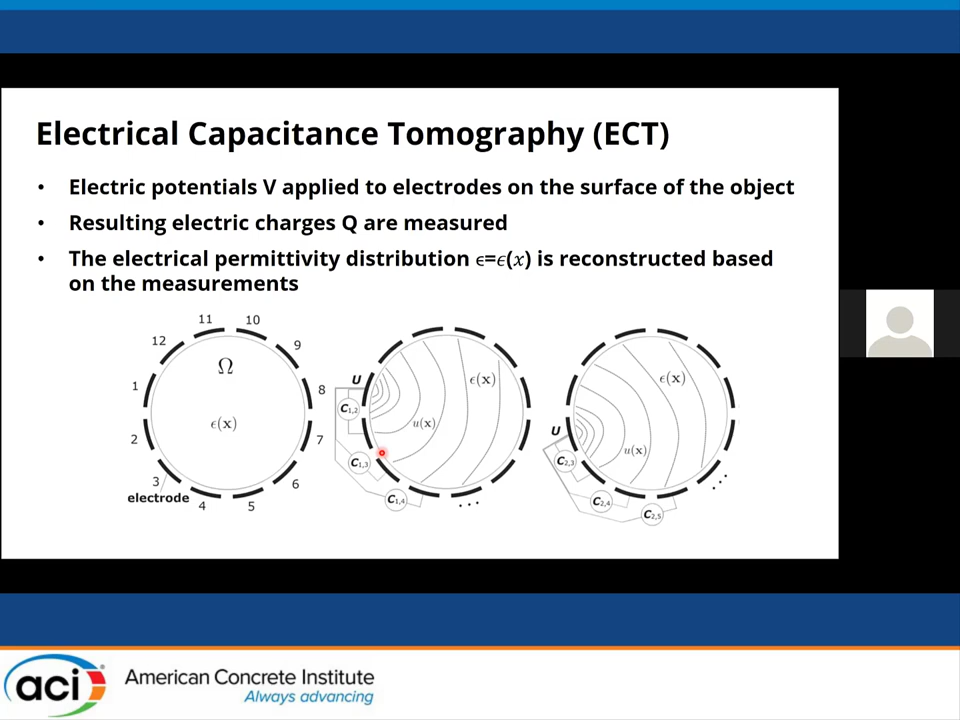 Electrical Capacitance Tomography (ECT)
• Electric potentials V applied to electrodes on the surface of the object
• Resulting electric charges Q are measured
• The electrical permittivity distribution ϵ=ϵ(x) is reconstructed based
on the measurements
11 10
12 9
Ω
1 8
ϵ(x)
2 7
3 6
electrode
4 5
U
ϵ(x)
C1,2
u(x)
C1,3
C1,4
...
ϵ(x)
U
u(x)
C2,3
C2,4
C2,5
...
aci
American Concrete Institute
Always advancing